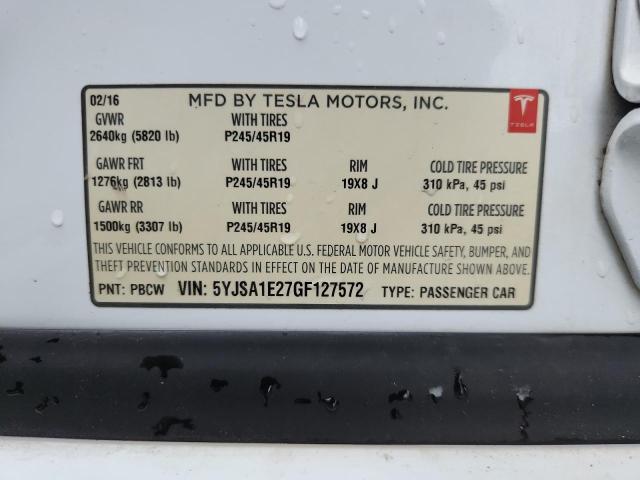 02/16 MFD BY TESLA MOTORS, INC.
GVWR WITH TIRES
2640kg (5820 lb) P245/45R19
TESLA
GAWR FRT WITH TIRES RIM COLD TIRE PRESSURE
1276kg (2813 lb) P245/45R19 19X8 J 310 kPa, 45 psi
GAWR RR WITH TIRES RIM COLD TIRE PRESSURE
1500kg (3307 lb) P245/45R19 19X8 J 310 kPa, 45 psi
THIS VEHICLE CONFORMS TO ALL APPLICABLE U.S. FEDERAL MOTOR VEHICLE SAFETY, BUMPER, AND
THEFT PREVENTION STANDARDS IN EFFECT ON THE DATE OF MANUFACTURE SHOWN ABOVE.
PNT: PBCW VIN: 5YJSA1E27GF127572 TYPE: PASSENGER CAR